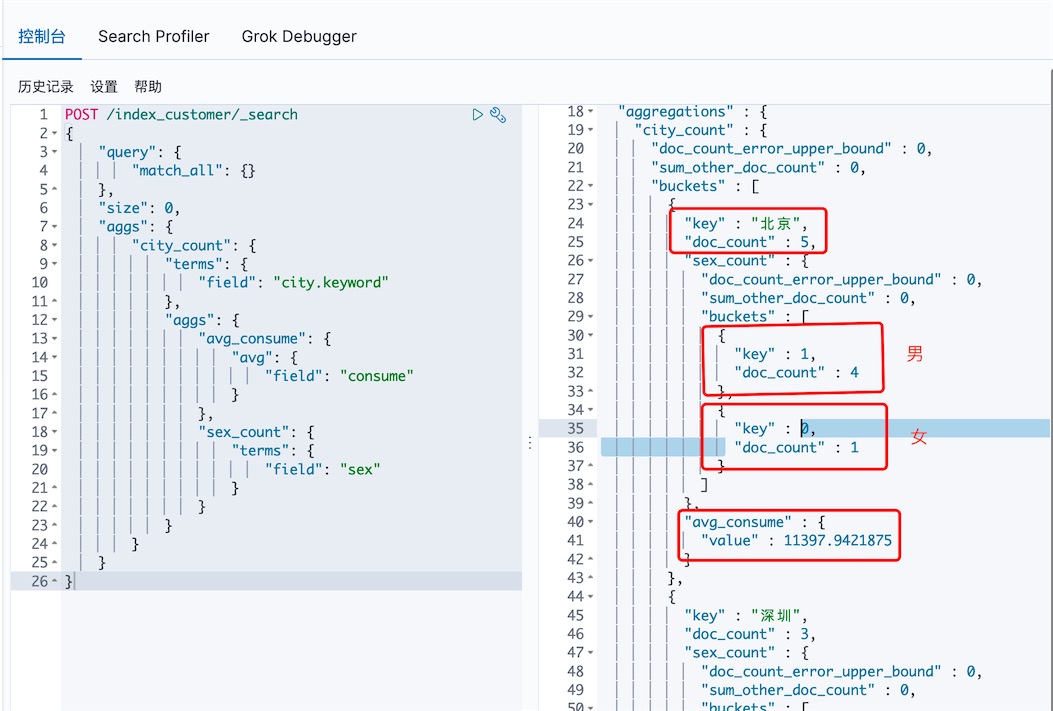 控制台 Search Profiler Grok Debugger
历史记录 设置 帮助
1 POST /index_customer/_search
2 {
3 "query": {
4 "match_all": {}
5 },
6 "size": 0,
7 "aggs": {
8 "city_count": {
9 "terms": {
10 "field": "city.keyword"
11 },
12 "aggs": {
13 "avg_consume": {
14 "avg": {
15 "field": "consume"
16 }
17 },
18 "sex_count": {
19 "terms": {
20 "field": "sex"
21 }
22 }
23 }
24 }
25 }
26 }
18 "aggregations" : {
19 "city_count" : {
20 "doc_count_error_upper_bound" : 0,
21 "sum_other_doc_count" : 0,
22 "buckets" : [
23 {
24 "key" : "北京",
25 "doc_count" : 5,
26 "sex_count" : {
27 "doc_count_error_upper_bound" : 0,
28 "sum_other_doc_count" : 0,
29 "buckets" : [
30 {
31 "key" : 1,
男
32 "doc_count" : 4
33 },
34 {
35 "key" : 0,
女
36 "doc_count" : 1
37 }
38 ]
39 },
40 "avg_consume" : {
41 "value" : 11397.9421875
42 }
43 },
44 {
45 "key" : "深圳",
46 "doc_count" : 3,
47 "sex_count" : {
48 "doc_count_error_upper_bound" : 0,
49 "sum_other_doc_count" : 0,
50 "buckets" : [